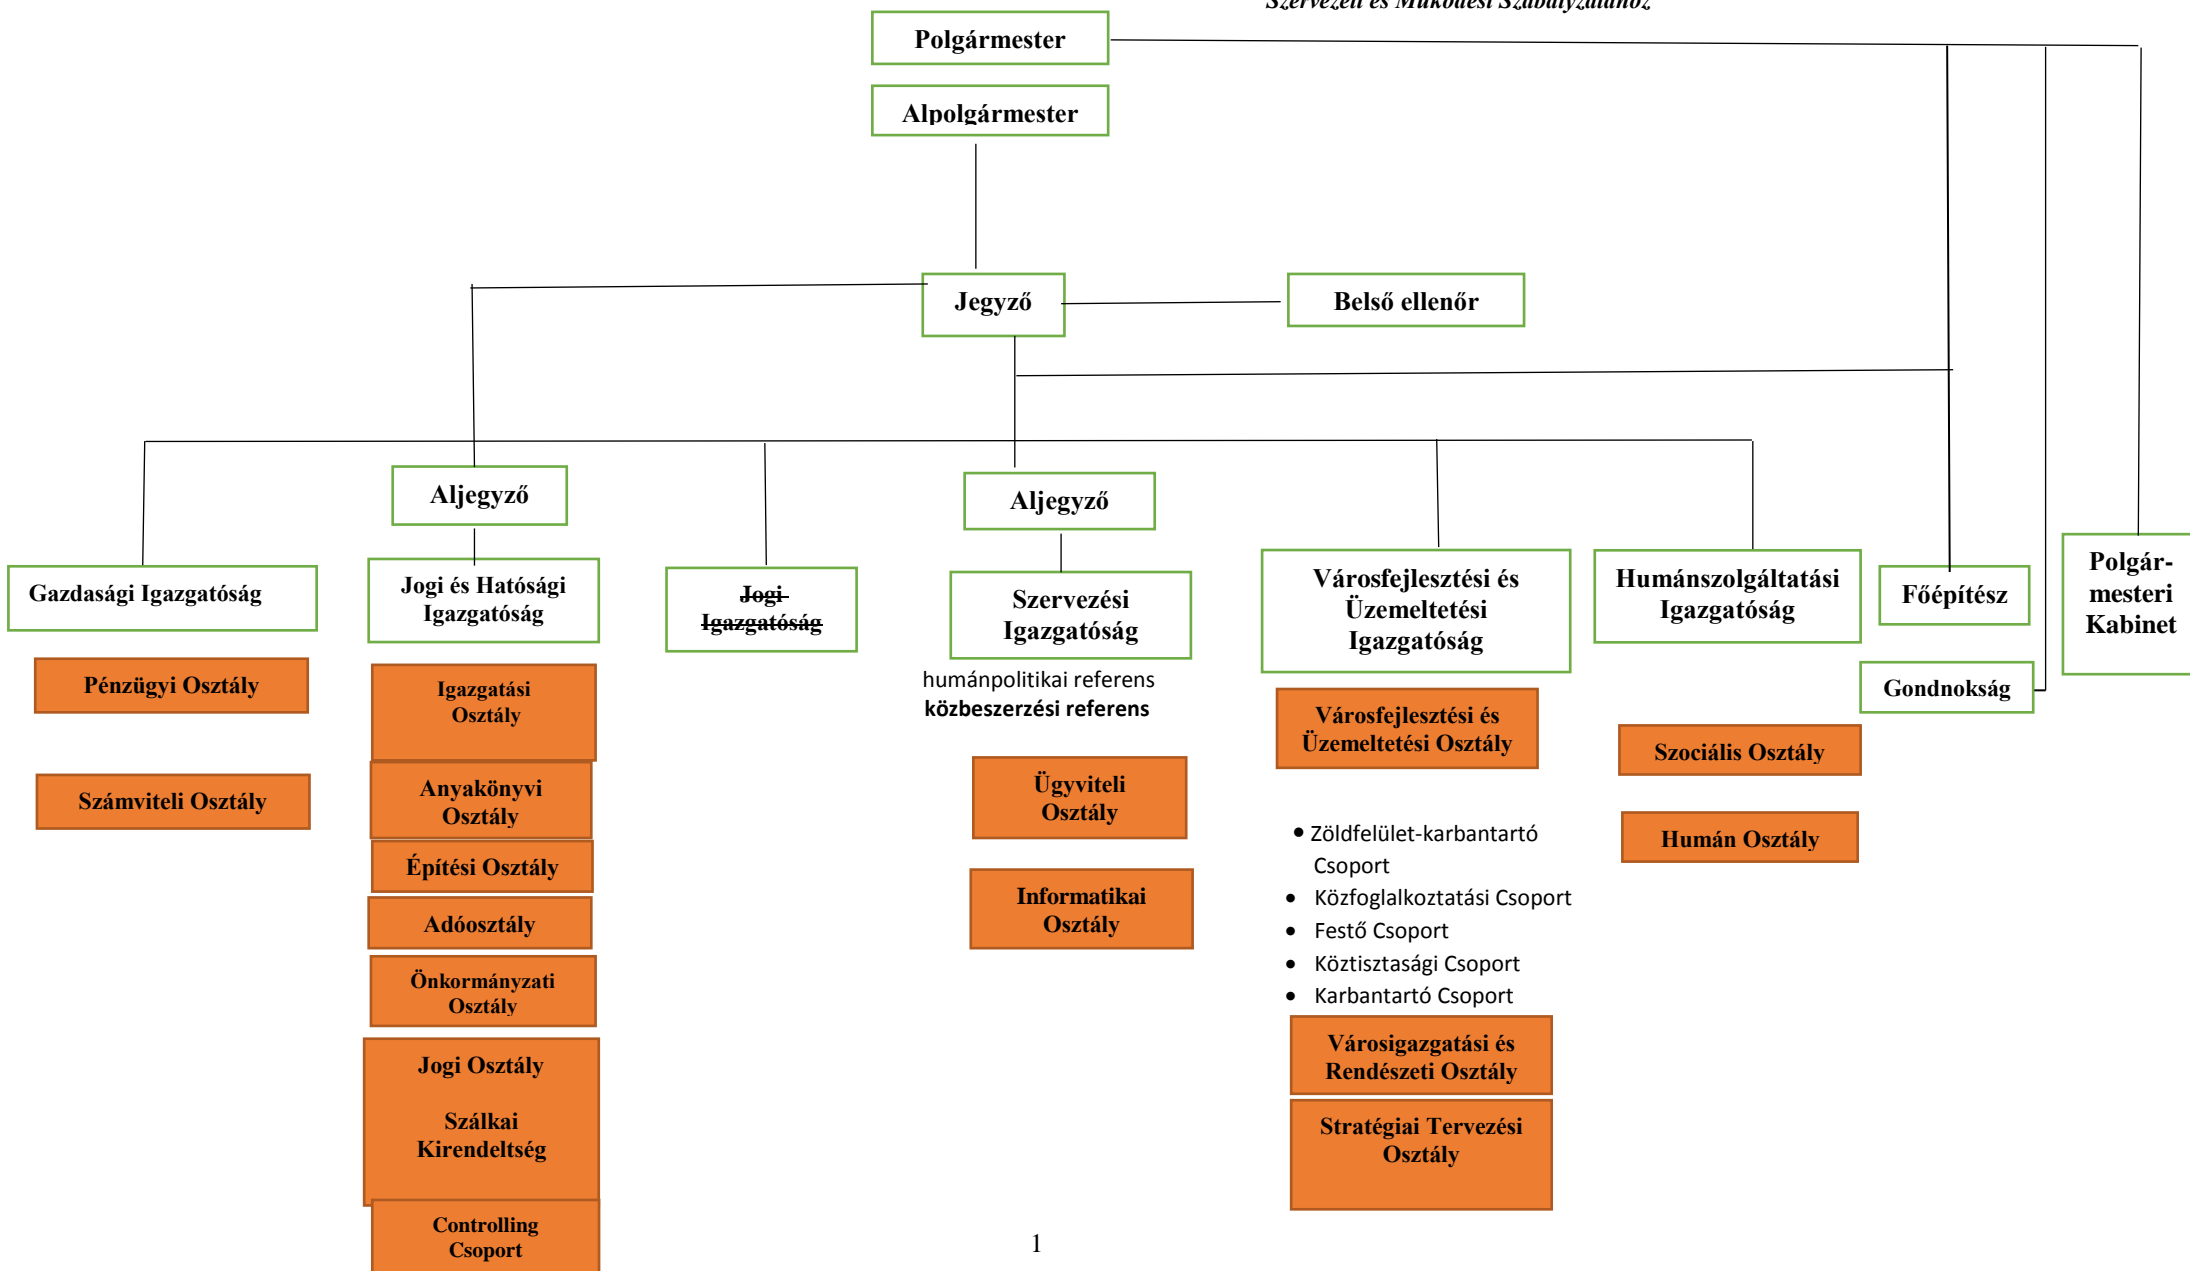 Szervezeti és Működési Szabályzatához
Polgármester
Alpolgármester
Jegyző
Belső ellenőr
Aljegyző
Aljegyző
Gazdasági Igazgatóság
Jogi és Hatósági
Igazgatóság
Jogi
Igazgatóság
Szervezési
Igazgatóság
humánpolitikai referens
közbeszerzési referens
Városfejlesztési és
Üzemeltetési
Igazgatóság
Humánszolgáltatási
Igazgatóság
Főépítész
Polgár-
mesteri
Kabinet
Gondnokság
Pénzügyi Osztály
Számviteli Osztály
Igazgatási
Osztály
Anyakönyvi
Osztály
Építési Osztály
Adóosztály
Önkormányzati
Osztály
Jogi Osztály
Szálkai
Kirendeltség
Controlling
Csoport
Ügyviteli
Osztály
Informatikai
Osztály
Városfejlesztési és
Üzemeltetési Osztály
• Zöldfelület-karbantartó
Csoport
• Közfoglalkoztatási Csoport
• Festő Csoport
• Köztisztasági Csoport
• Karbantartó Csoport
Városigazgatási és
Rendészeti Osztály
Stratégiai Tervezési
Osztály
Szociális Osztály
Humán Osztály
1